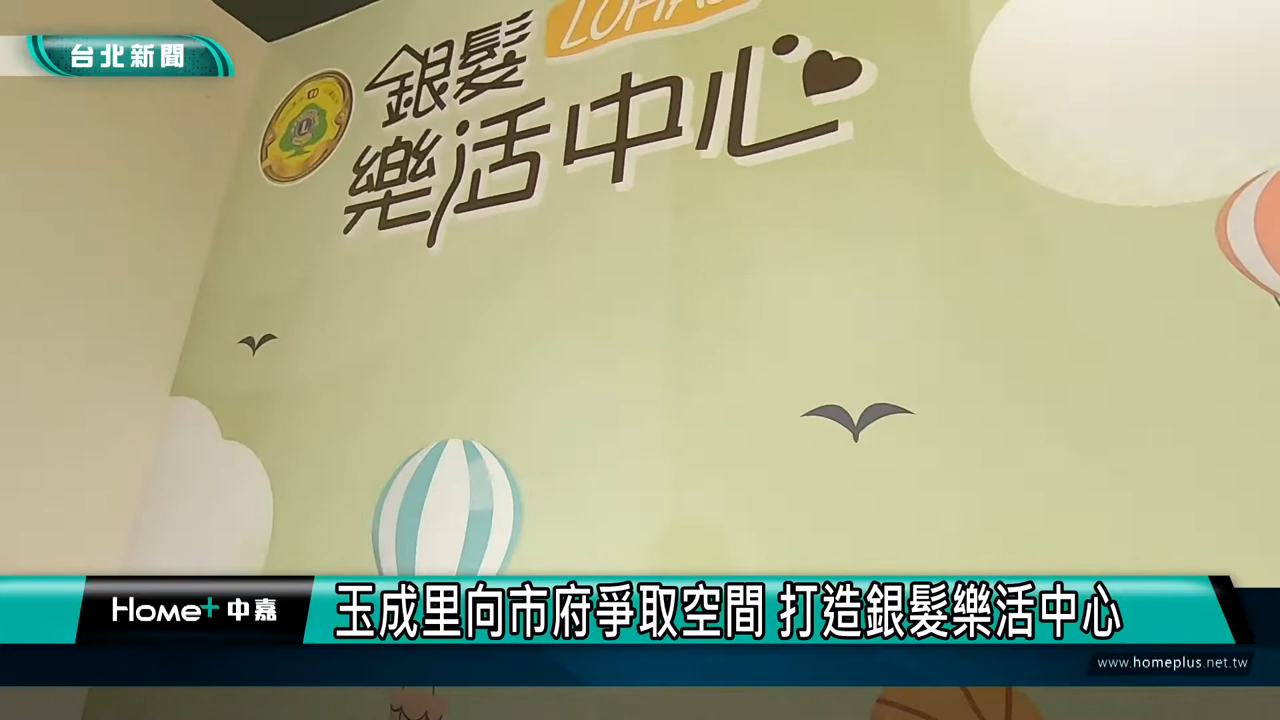 台北新聞
銀髮
樂活中心
Home+ 中嘉
玉成里向市府爭取空間 打造銀髮樂活中心
www.homeplus.net.tw